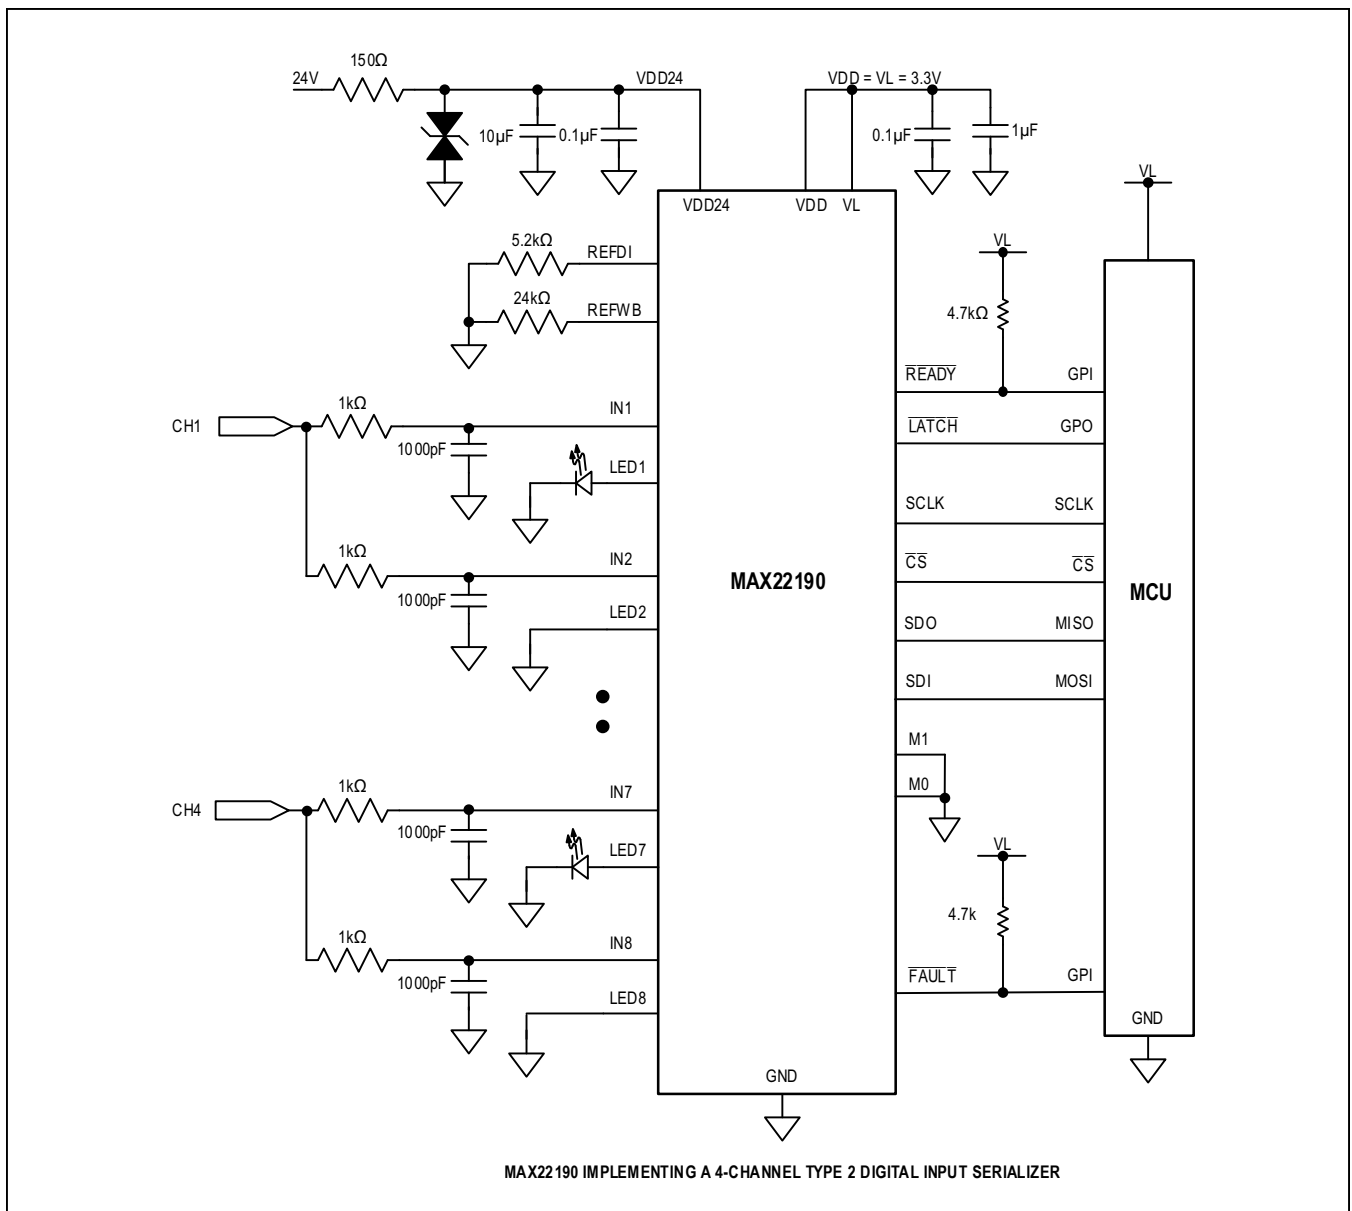 150Ω
24V
VDD24
VDD = VL = 3.3V
10µF
0.1µF
0.1µF
1µF
VL
VDD24
VDD
VL
5.2kΩ
REFDI
VL
24kΩ
REFWB
4.7kΩ
READY
GPI
1kΩ
IN1
CH1
LATCH
GPO
1000pF
LED1
SCLK
SCLK
1kΩ
IN2
CS
CS
MAX22190
MCU
1000pF
LED2
SDO
MISO
SDI
MOSI
M1
1kΩ
IN7
M0
CH4
1000pF
LED7
VL
4.7k
1kΩ
IN8
1000pF
FAULT
GPI
LED8
GND
GND
MAX22190 IMPLEMENTING A 4-CHANNEL TYPE 2 DIGITAL INPUT SERIALIZER